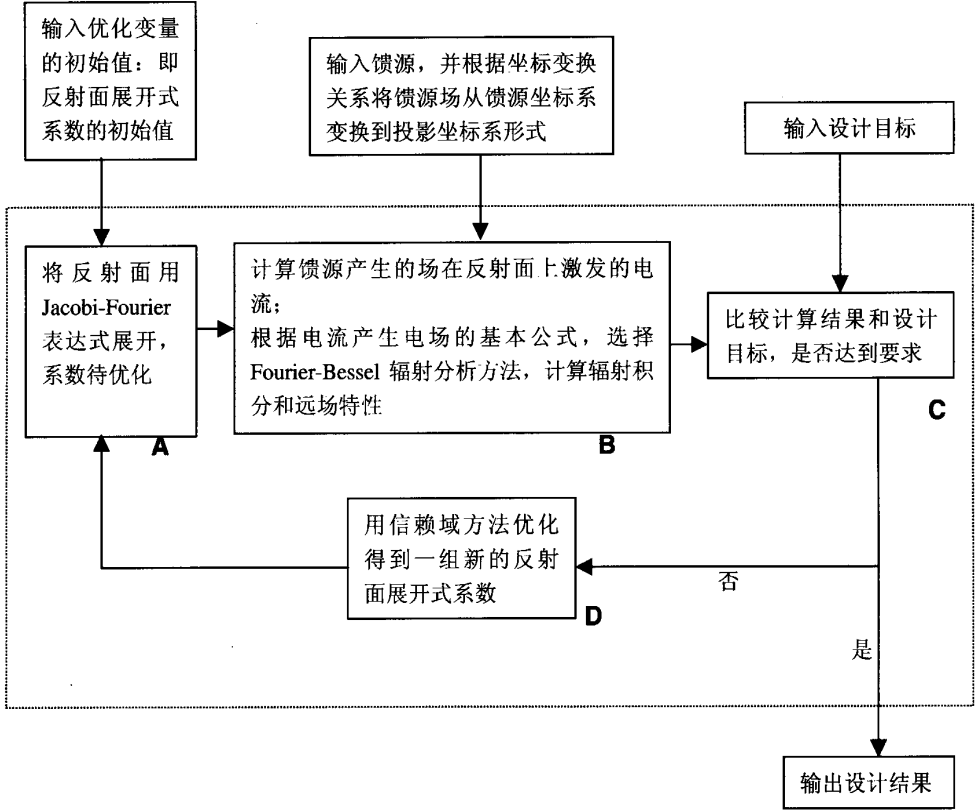 输入优化变量
的初始值：即
反射面展开式
系数的初始值
输入馈源，并根据坐标变换
关系将馈源场从馈源坐标系
变换到投影坐标系形式
输入设计目标
将反射面用
Jacobi-Fourier
表达式展开，
系数待优化
A
计算馈源产生的场在反射面上激发的电
流；
根据电流产生电场的基本公式，选择
Fourier-Bessel 辐射分析方法，计算辐射积
分和远场特性
B
比较计算结果和设计
目标，是否达到要求
C
用信赖域方法优化
得到一组新的反射
面展开式系数
D
否
是
输出设计结果